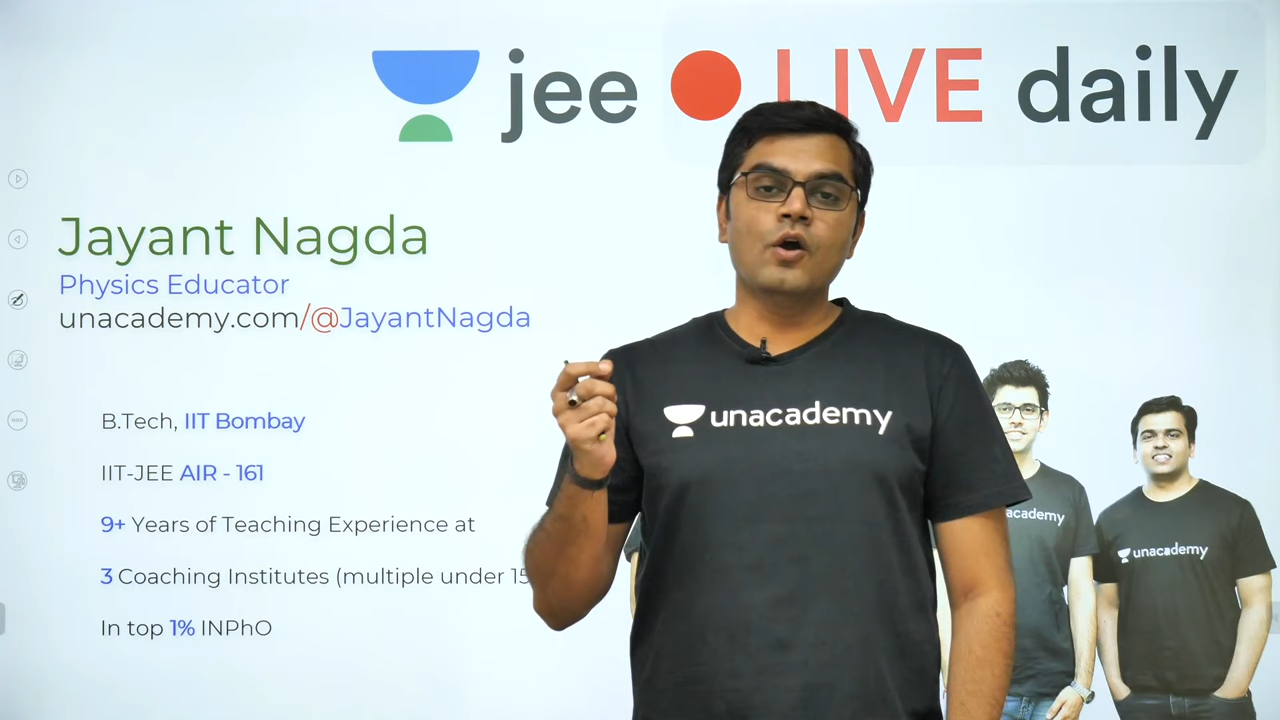 jee LIVE daily
Jayant Nagda
Physics Educator
unacademy.com/@JayantNagda
B.Tech, IIT Bombay
IIT-JEE AIR - 161
9+ Years of Teaching Experience at
3 Coaching Institutes (multiple under 15
In top 1% INPhO
unacademy
academy
unacademy